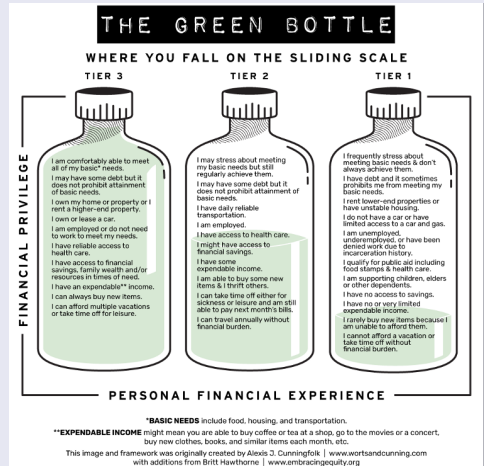 THE GREEN BOTTLE
WHERE YOU FALL ON THE SLIDING SCALE
TIER 3
TIER 2
TIER 1
FINANCIAL PRIVILEGE
I am comfortably able to meet
all of my basic* needs.
I may have some debt but it
does not prohibit attainment
of basic needs.
I own my home or property or I
rent a higher-end property.
I own or lease a car.
I am employed or do not need
to work to meet my needs.
I have reliable access to
health care.
I have access to financial
savings, family wealth and/or
resources in times of need.
I have an expendable** income.
I can always buy new items.
I can afford multiple vacations
or take time off for leisure.
I may stress about meeting
my basic needs but still
regularly achieve them.
I may have some debt but it
does not prohibit attainment of
basic needs.
I have daily reliable
transportation.
I am employed.
I have access to health care.
I might have access to
financial savings.
I have some
expendable income.
I am able to buy some new
items & thrift others.
I can take time off either for
sickness or leisure and am still
able to pay next month's bills.
I can travel annually without
financial burden.
I frequently stress about
meeting basic needs & don't
always achieve them.
I have debt and it sometimes
prohibits me from meeting my
basic needs.
I rent lower-end properties or
have unstable housing.
I do not have a car or have
limited access to a car and gas.
I am unemployed,
underemployed, or have been
denied work due to
incarceration history.
I qualify for public aid including
food stamps & health care.
I am supporting children, elders
or other dependents.
I have no access to savings.
I have no or very limited
expendable income.
I rarely buy new items because I
am unable to afford them.
I cannot afford a vacation or
take time off without
financial burden.
PERSONAL FINANCIAL EXPERIENCE
*BASIC NEEDS include food, housing, and transportation.
**EXPENDABLE INCOME might mean you are able to buy coffee or tea at a shop, go to the movies or a concert,
buy new clothes, books, and similar items each month, etc.
This image and framework was originally created by Alexis J. Cunningfolk | www.wortsandcunning.com
with additions from Britt Hawthorne | www.embracingequity.org